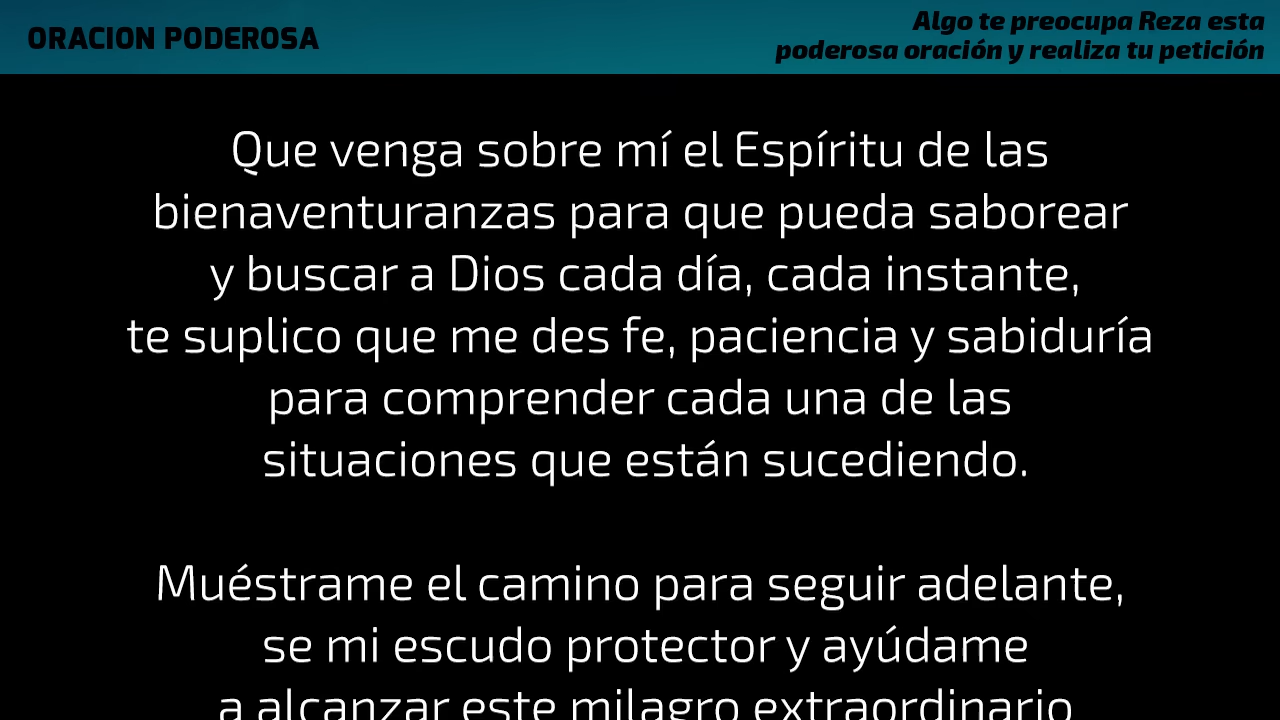 ORACION PODEROSA
Algo te preocupa Reza esta
poderosa oración y realiza tu petición
Que venga sobre mí el Espíritu de las
bienaventuranzas para que pueda saborear
y buscar a Dios cada día, cada instante,
te suplico que me des fe, paciencia y sabiduría
para comprender cada una de las
situaciones que están sucediendo.
Muéstrame el camino para seguir adelante,
se mi escudo protector y ayúdame
a alcanzar este milagro extraordinario